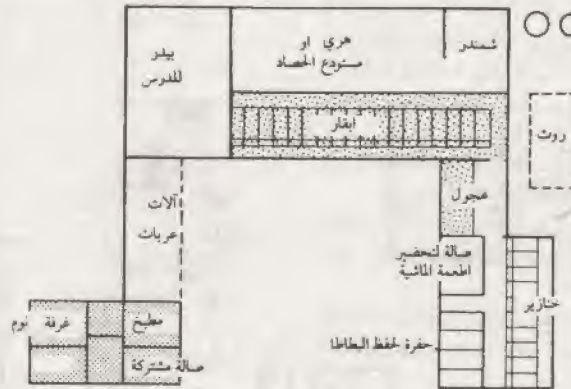 بيدر
للدرس
هري او
مستودع الحصاد
شمندر
ابقار
روث
عجول
آلات
عربات
صالة لتحضير
اطعمة الماشية
خنازير
مطبخ
غرفة نوم
حفرة لحفظ البطاطا
صالة مشتركة